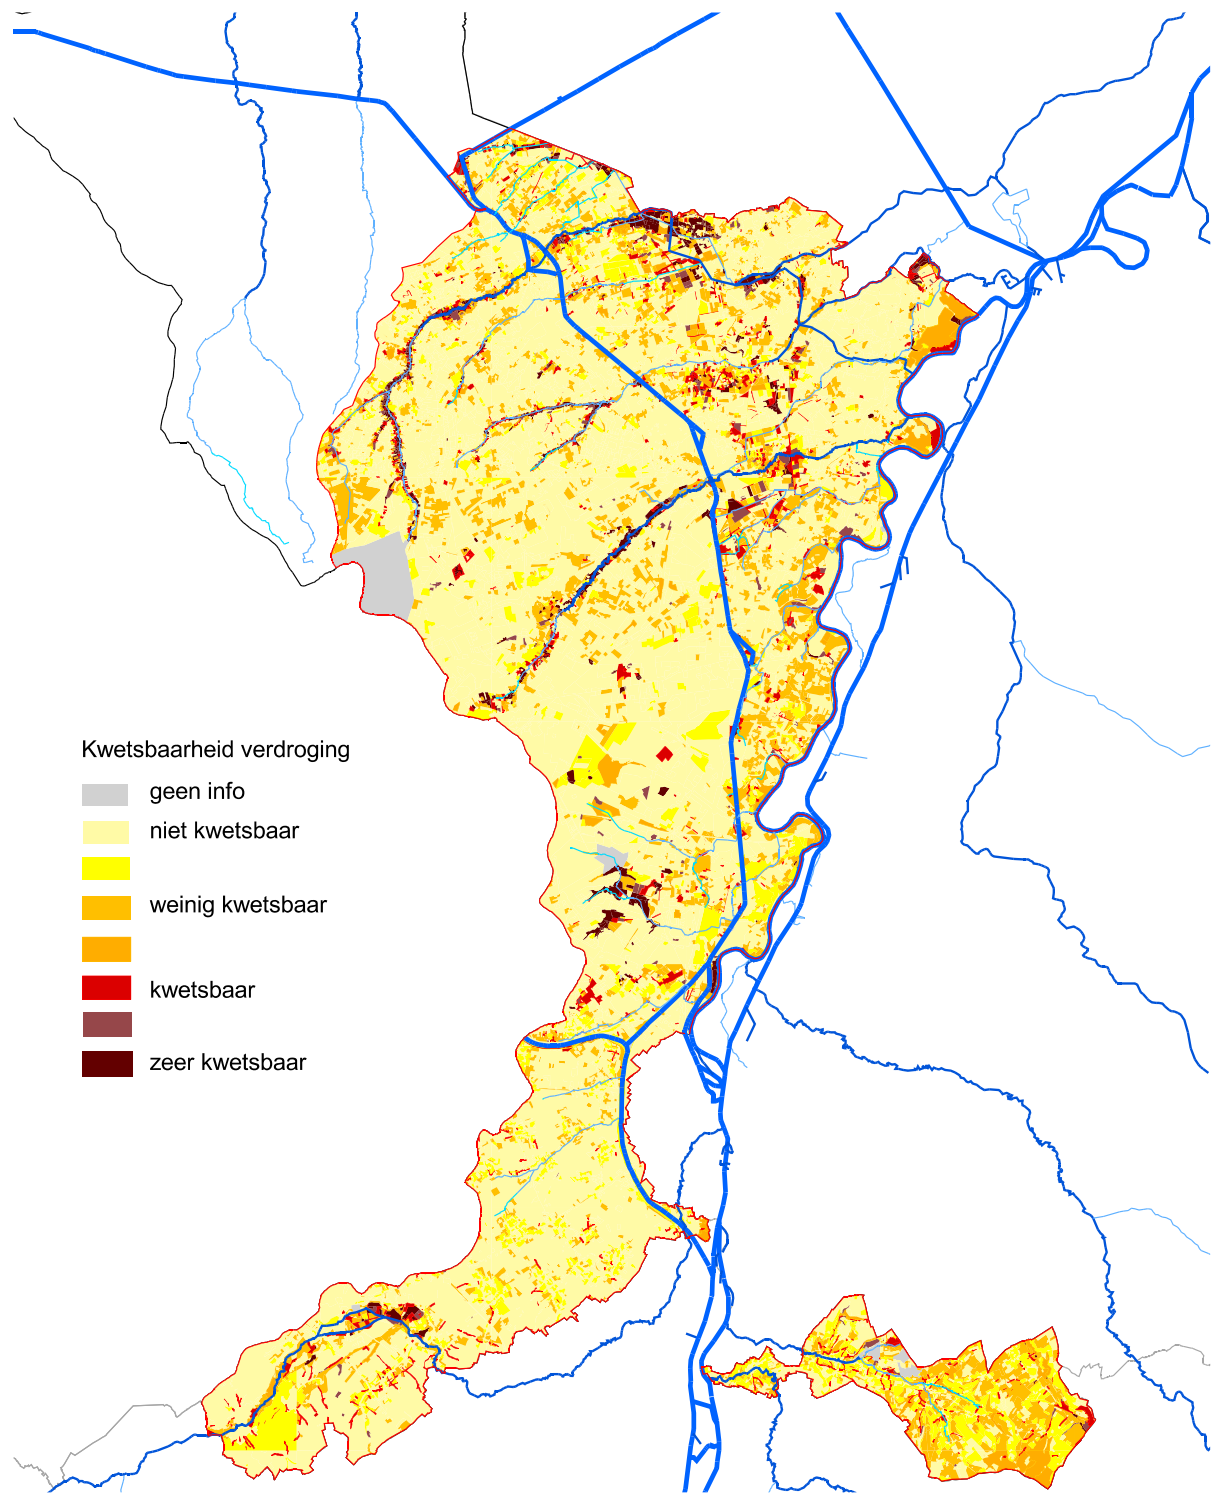 Kwetsbaarheid verdroging
geen info
niet kwetsbaar
weinig kwetsbaar
kwetsbaar
zeer kwetsbaar